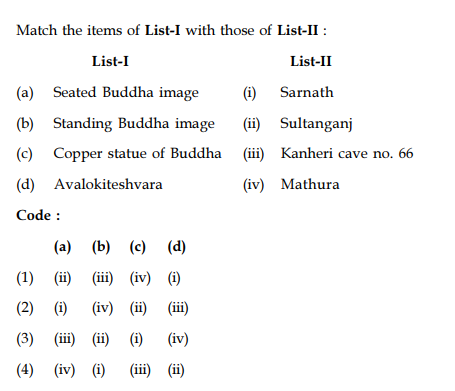 Match the items of List-I with those of List-II :
List-I List-II
(a) Seated Buddha image (i) Sarnath
(b) Standing Buddha image (ii) Sultanganj
(c) Copper statue of Buddha (iii) Kanheri cave no. 66
(d) Avalokiteshvara (iv) Mathura
Code :
(a) (b) (c) (d)
(1) (ii) (iii) (iv) (i)
(2) (i) (iv) (ii) (iii)
(3) (iii) (ii) (i) (iv)
(4) (iv) (i) (iii) (ii)